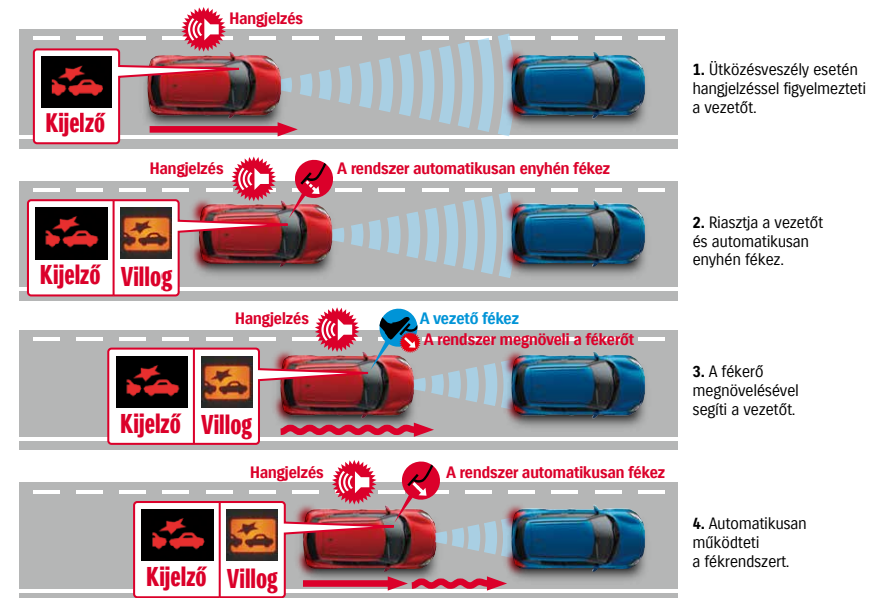 Hangjelzés
Kijelző
1. Ütközésveszély esetén
hangjelzéssel figyelmezteti
a vezetőt.
Hangjelzés
A rendszer automatikusan enyhén fékez
Kijelző
Villog
2. Riasztja a vezetőt
és automatikusan
enyhén fékez.
Hangjelzés
A vezető fékez
A rendszer megnöveli a fékerőt
Kijelző
Villog
3. A fékerő
megnövelésével
segíti a vezetőt.
Hangjelzés
A rendszer automatikusan fékez
Kijelző
Villog
4. Automatikusan
működteti
a fékrendszert.